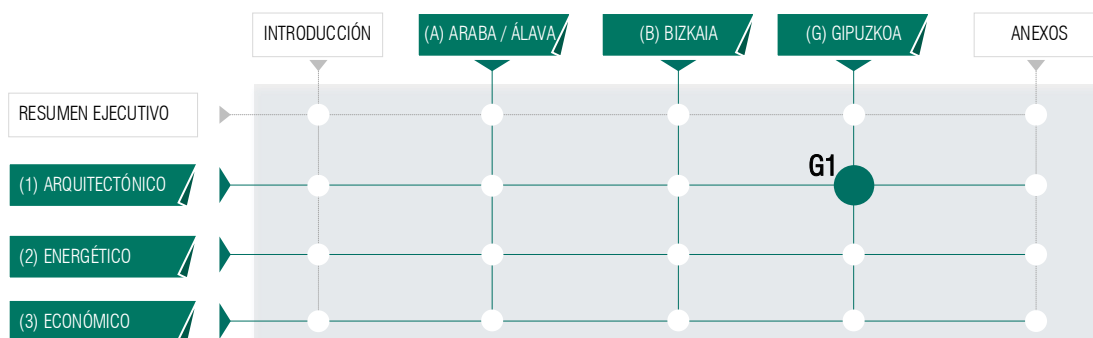 INTRODUCCIÓN
(A) ARABA / ÁLAVA
(B) BIZKAIA
(G) GIPUZKOA
ANEXOS
RESUMEN EJECUTIVO
G1
(1) ARQUITECTÓNICO
(2) ENERGÉTICO
(3) ECONÓMICO